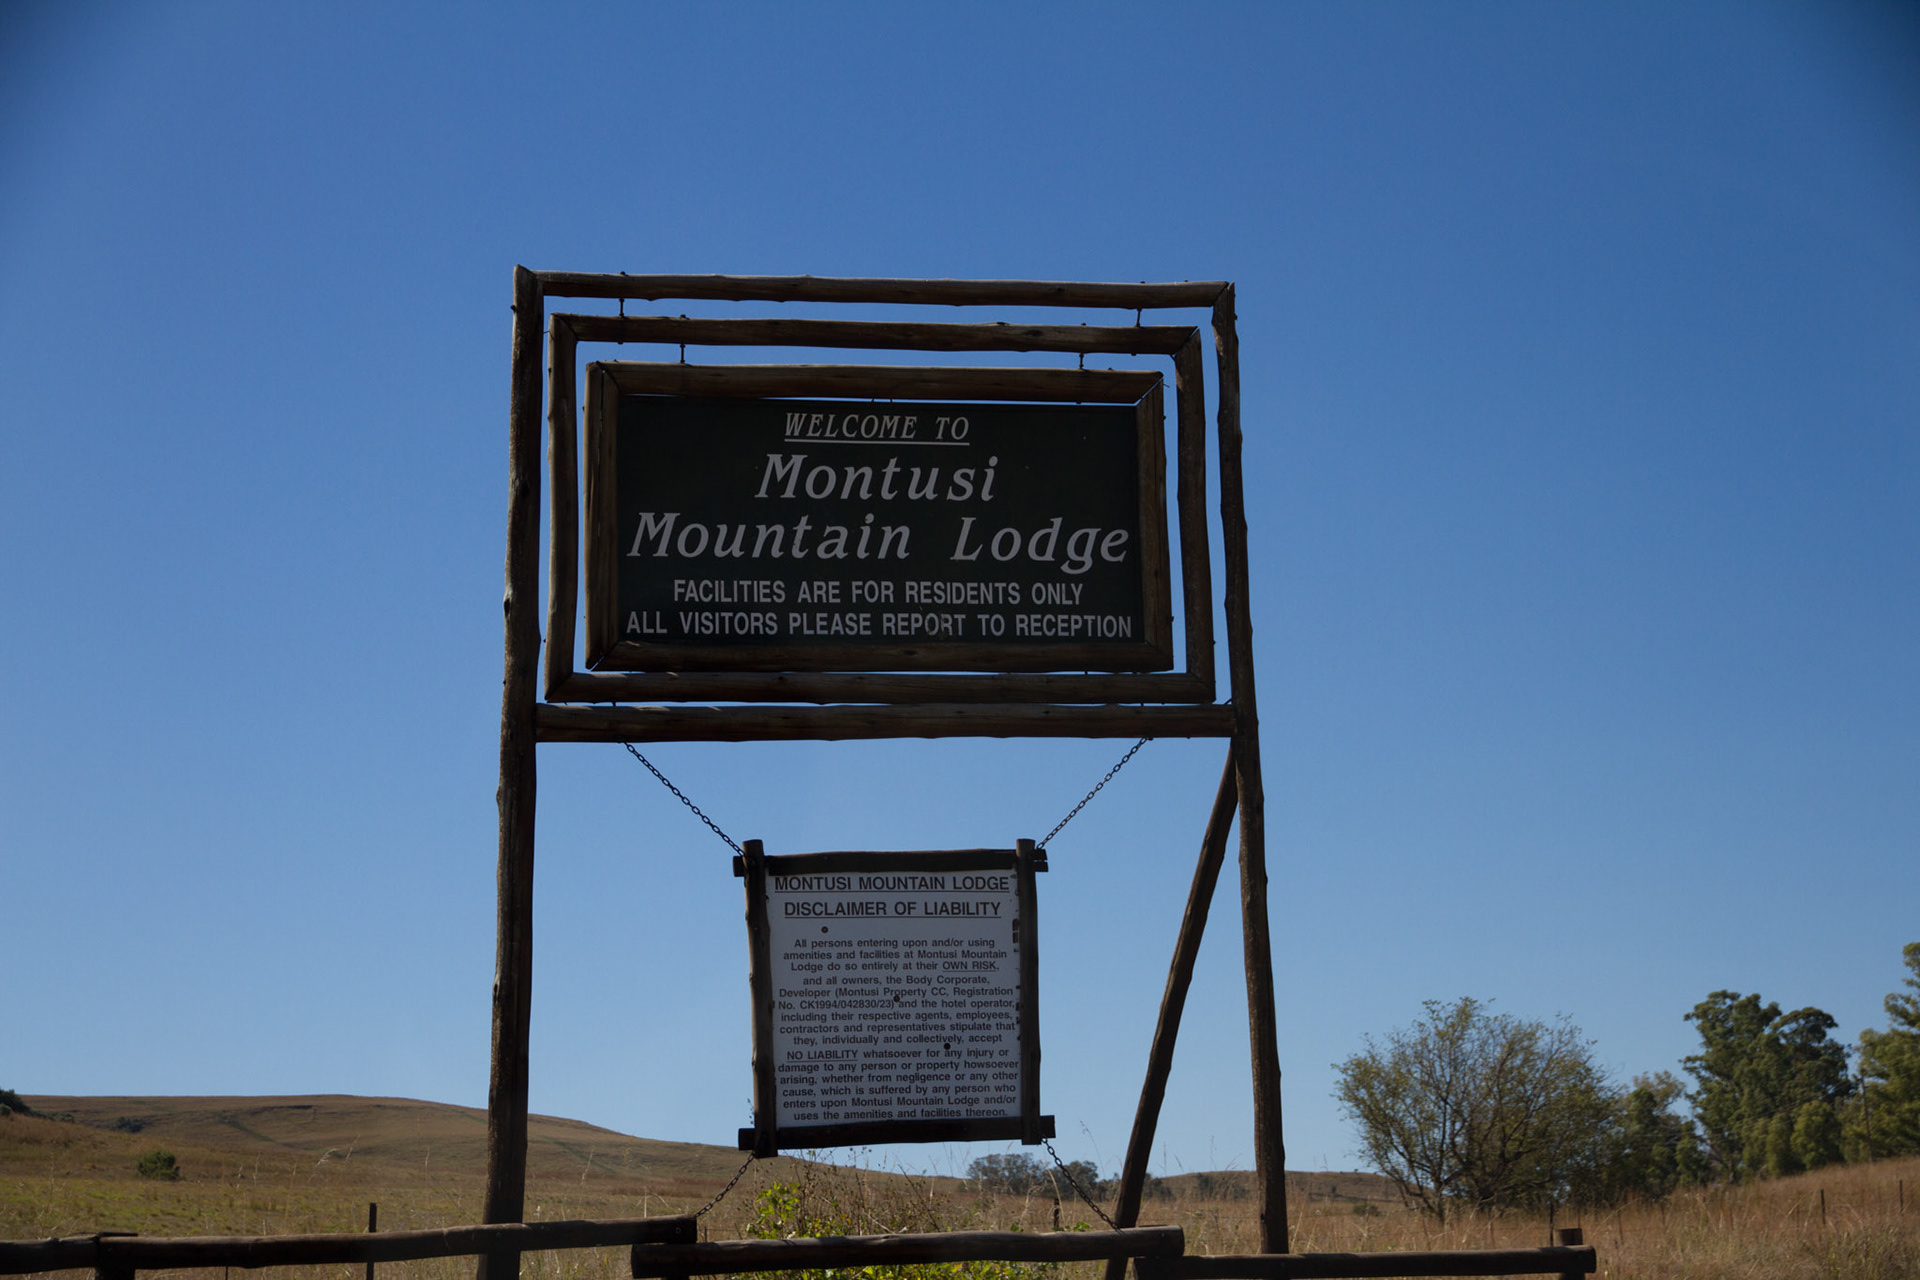 WELCOME TO
Montusi
Mountain Lodge
FACILITIES ARE FOR RESIDENTS ONLY
ALL VISITORS PLEASE REPORT TO RECEPTION
MONTUSI MOUNTAIN LODGE
DISCLAIMER OF LIABILITY
All persons entering upon and/or using
amenities and facilities at Montusi Mountain
Lodge do so entirely at their OWN RISK,
and all owners, the Body Corporate,
Developer (Montusi Property CC, Registration
No. CK1994/042830/23) and the hotel operator,
including their respective agents, employees,
contractors and representatives stipulate that
they, individually and collectively, accept
NO LIABILITY whatsoever for any injury or
damage to any person or property howsoever
arising, whether from negligence or any other
cause, which is suffered by any person who
enters upon Montusi Mountain Lodge and/or
uses the amenities and facilities thereon.